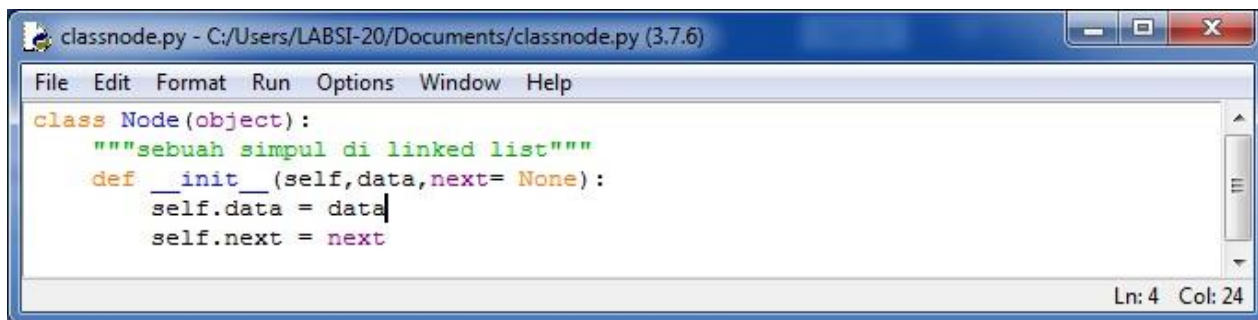 classnode.py - C:/Users/LABSI-20/Documents/classnode.py (3.7.6)
File Edit Format Run Options Window Help
class Node(object):
    """sebuah simpul di linked list"""
    def __init__(self,data,next= None):
        self.data = data
        self.next = next
Ln: 4 Col: 24